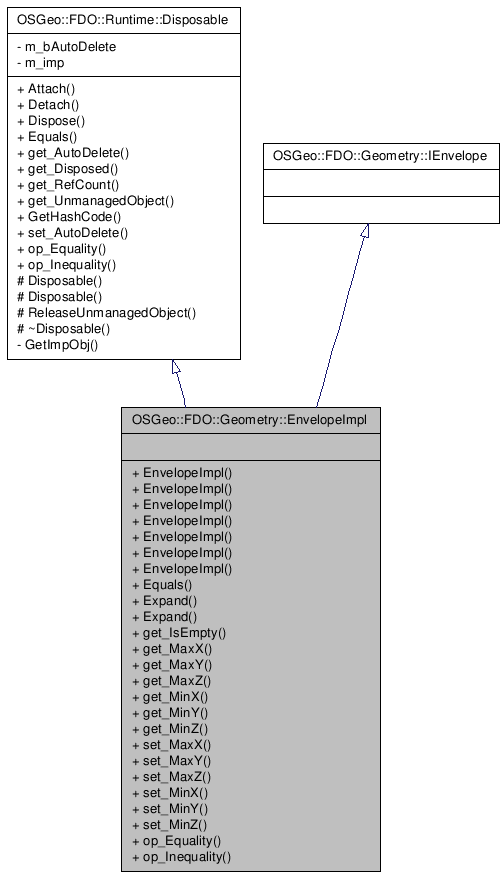 OSGeo::FDO::Runtime::Disposable
- m_bAutoDelete
- m_imp
+ Attach()
+ Detach()
+ Dispose()
+ Equals()
+ get_AutoDelete()
+ get_Disposed()
+ get_RefCount()
+ get_UnmanagedObject()
+ GetHashCode()
+ set_AutoDelete()
+ op_Equality()
+ op_Inequality()
# Disposable()
# Disposable()
# ReleaseUnmanagedObject()
# ~Disposable()
- GetImpObj()
OSGeo::FDO::Geometry::IEnvelope
OSGeo::FDO::Geometry::EnvelopeImpl
+ EnvelopeImpl()
+ EnvelopeImpl()
+ EnvelopeImpl()
+ EnvelopeImpl()
+ EnvelopeImpl()
+ EnvelopeImpl()
+ EnvelopeImpl()
+ Equals()
+ Expand()
+ Expand()
+ get_IsEmpty()
+ get_MaxX()
+ get_MaxY()
+ get_MaxZ()
+ get_MinX()
+ get_MinY()
+ get_MinZ()
+ set_MaxX()
+ set_MaxY()
+ set_MaxZ()
+ set_MinX()
+ set_MinY()
+ set_MinZ()
+ op_Equality()
+ op_Inequality()